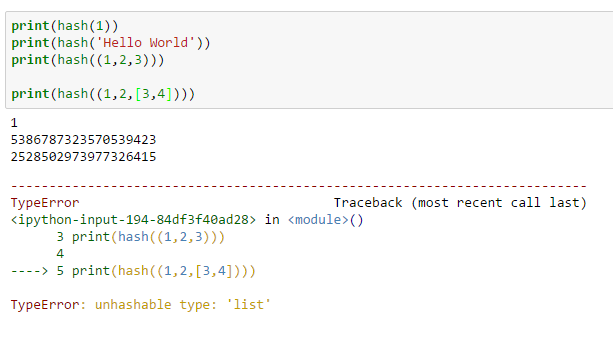 print(hash(1))
print(hash('Hello World'))
print(hash((1,2,3)))
print(hash((1,2,[3,4])))
1
5386787323570539423
2528502973977326415
---------------------------------------------------------------------------
TypeError                                 Traceback (most recent call last)
<ipython-input-194-84df3f40ad28> in <module>()
      3 print(hash((1,2,3)))
      4
----> 5 print(hash((1,2,[3,4])))
TypeError: unhashable type: 'list'